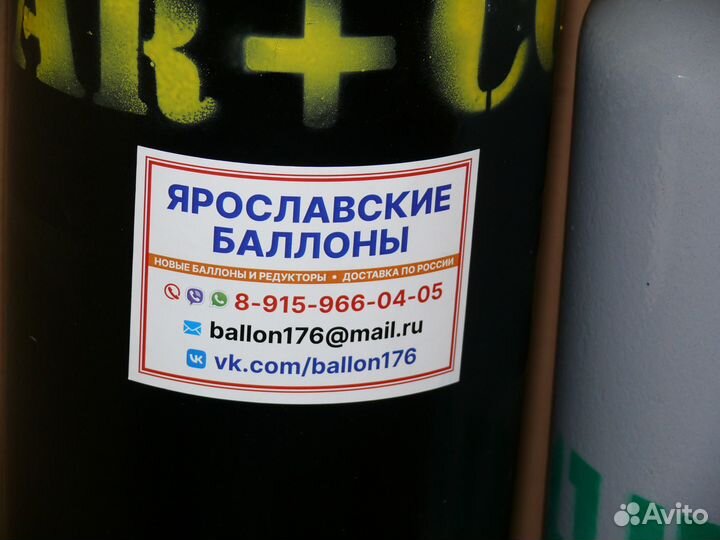 AR + CO
ЯРОСЛАВСКИЕ
БАЛЛОНЫ
НОВЫЕ БАЛЛОНЫ И РЕДУКТОРЫ • ДОСТАВКА ПО РОССИИ
8-915-966-04-05
ballon176@mail.ru
vk.com/ballon176
Avito